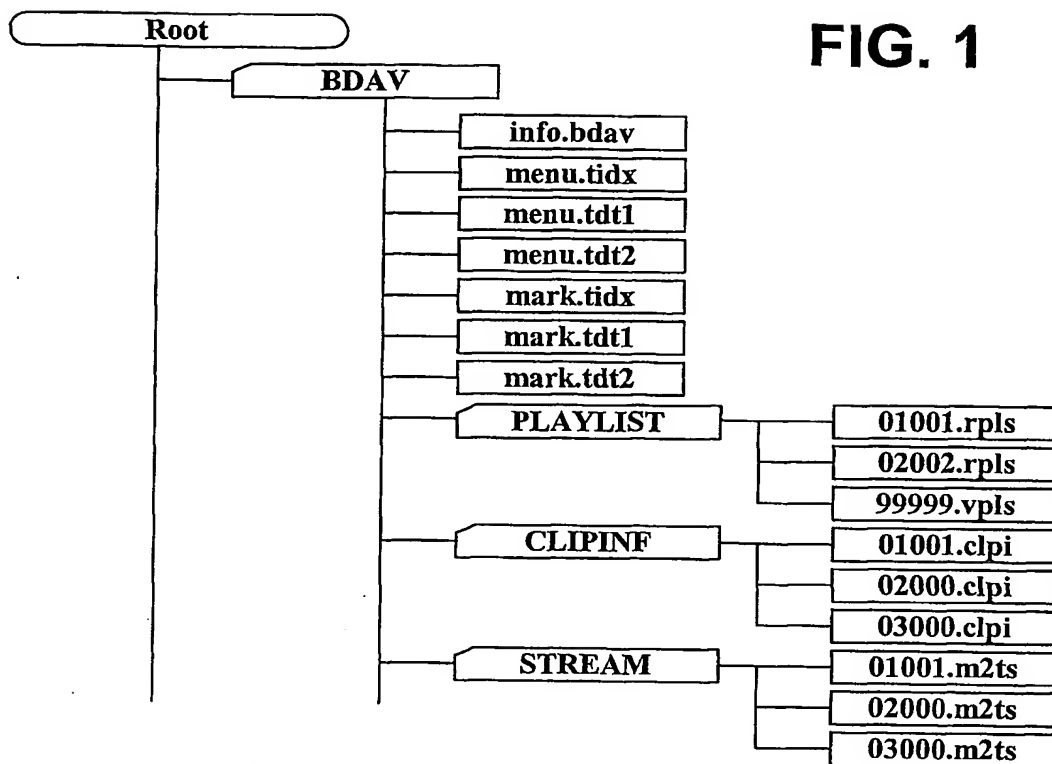 Root
FIG. 1
BDAV
info.bdav
menu.tidx
menu.tdt1
menu.tdt2
mark.tidx
mark.tdt1
mark.tdt2
PLAYLIST
01001.rpls
02002.rpls
99999.vpls
CLIPINF
01001.clpi
02000.clpi
03000.clpi
STREAM
01001.m2ts
02000.m2ts
03000.m2ts